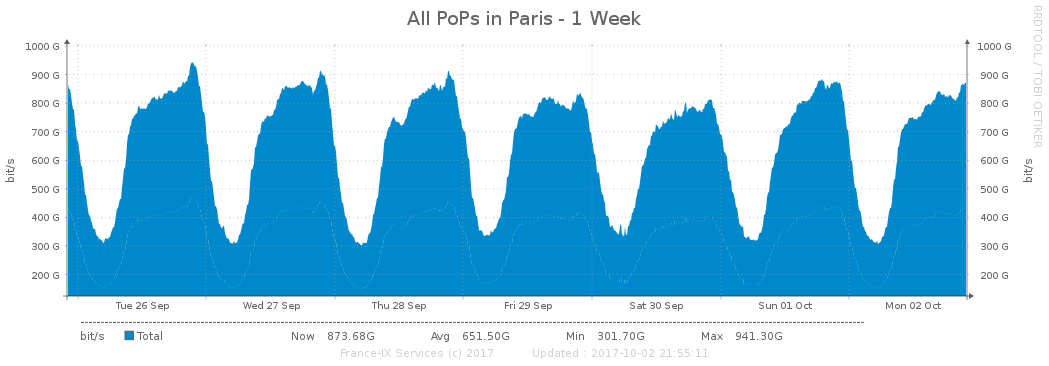 All PoPs in Paris - 1 Week
RRDTOOL / TOBI OETIKER
1000 G 1000 G
900 G 900 G
800 G 800 G
700 G 700 G
600 G 600 G
500 G 500 G
400 G 400 G
300 G 300 G
200 G 200 G
bit/s bit/s
Tue 26 Sep Wed 27 Sep Thu 28 Sep Fri 29 Sep Sat 30 Sep Sun 01 Oct Mon 02 Oct
bit/s Total Now 873.68G Avg 651.50G Min 301.70G Max 941.30G
France-IX Services (c) 2017 Updated : 2017-10-02 21:55:11